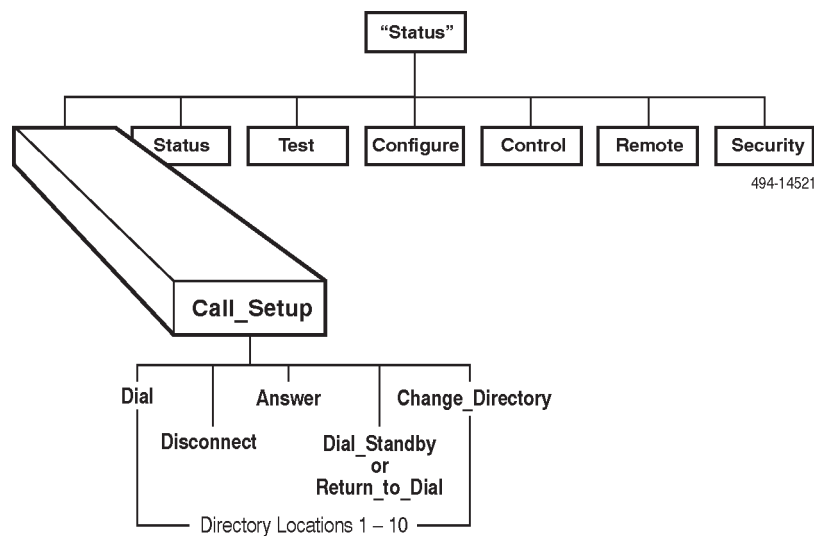 “Status”
Status Test Configure Control Remote Security
494-14521
Call_Setup
Dial Answer Change_Directory
Disconnect Dial_Standby
or
Return_to_Dial
Directory Locations 1 – 10